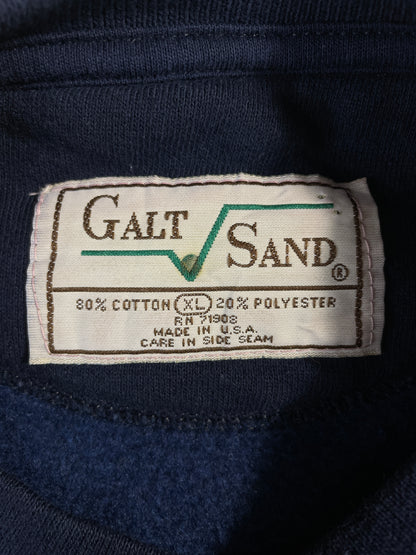 GALT
SAND ®
80% COTTON XL 20% POLYESTER
RN 71908
MADE IN U.S.A.
CARE IN SIDE SEAM